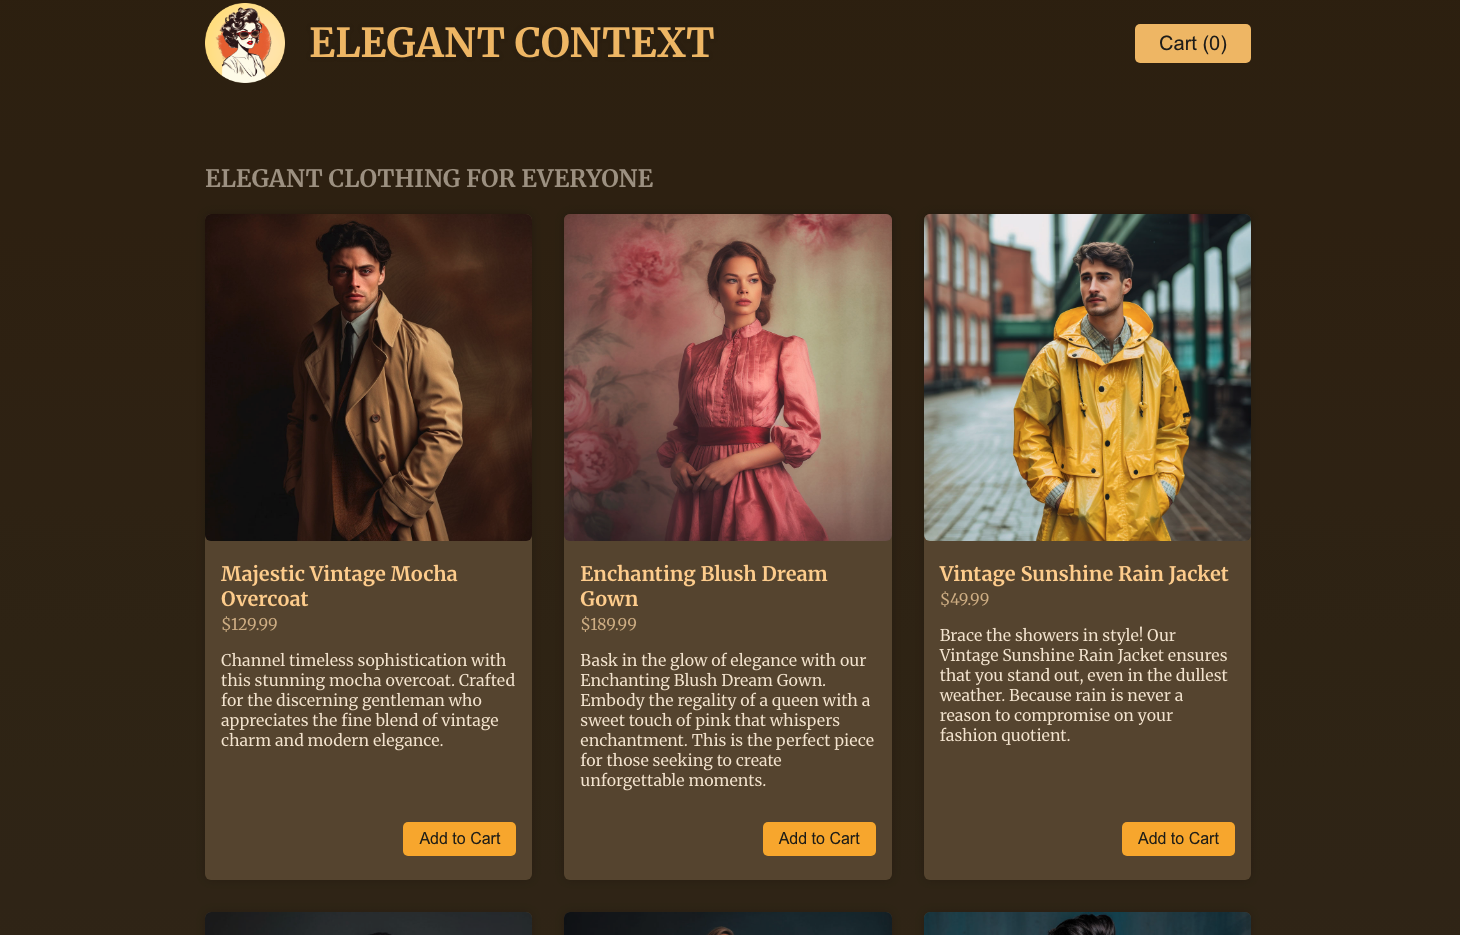 ELEGANT CONTEXT
Cart (0)
ELEGANT CLOTHING FOR EVERYONE
Majestic Vintage Mocha
Overcoat
$129.99
Channel timeless sophistication with
this stunning mocha overcoat. Crafted
for the discerning gentleman who
appreciates the fine blend of vintage
charm and modern elegance.
Add to Cart
Enchanting Blush Dream
Gown
$189.99
Bask in the glow of elegance with our
Enchanting Blush Dream Gown.
Embody the regality of a queen with a
sweet touch of pink that whispers
enchantment. This is the perfect piece
for those seeking to create
unforgettable moments.
Add to Cart
Vintage Sunshine Rain Jacket
$49.99
Brace the showers in style! Our
Vintage Sunshine Rain Jacket ensures
that you stand out, even in the dullest
weather. Because rain is never a
reason to compromise on your
fashion quotient.
Add to Cart